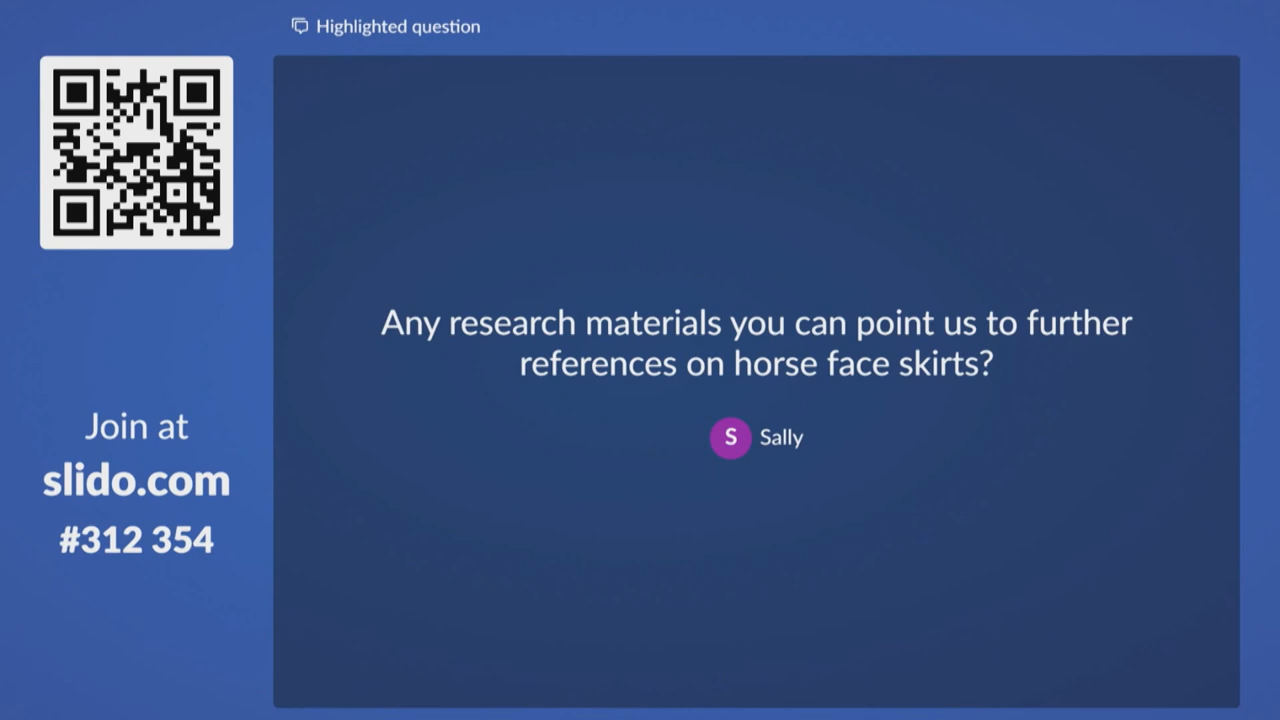 Highlighted question
Any research materials you can point us to further
references on horse face skirts?
S Sally
Join at
slido.com
#312 354